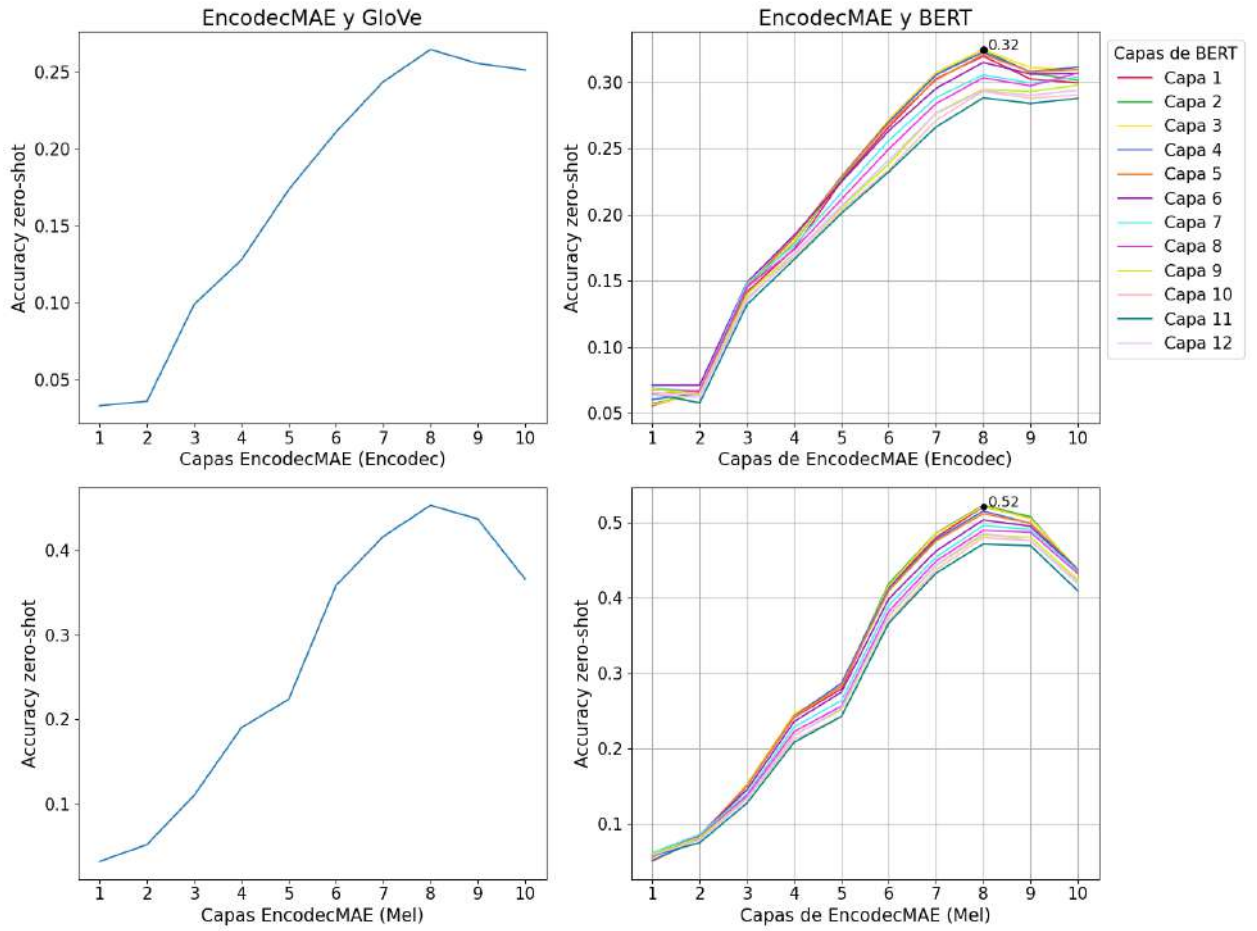 EncodecMAE y GloVe
Accuracy zero-shot
0.25
0.20
0.15
0.10
0.05
1 2 3 4 5 6 7 8 9 10
Capas EncodecMAE (Encodec)
EncodecMAE y BERT
Accuracy zero-shot
0.32
0.30
0.25
0.20
0.15
0.10
0.05
1 2 3 4 5 6 7 8 9 10
Capas de EncodecMAE (Encodec)
Capas de BERT
Capa 1
Capa 2
Capa 3
Capa 4
Capa 5
Capa 6
Capa 7
Capa 8
Capa 9
Capa 10
Capa 11
Capa 12
Accuracy zero-shot
0.4
0.3
0.2
0.1
1 2 3 4 5 6 7 8 9 10
Capas EncodecMAE (Mel)
Accuracy zero-shot
0.52
0.5
0.4
0.3
0.2
0.1
1 2 3 4 5 6 7 8 9 10
Capas de EncodecMAE (Mel)